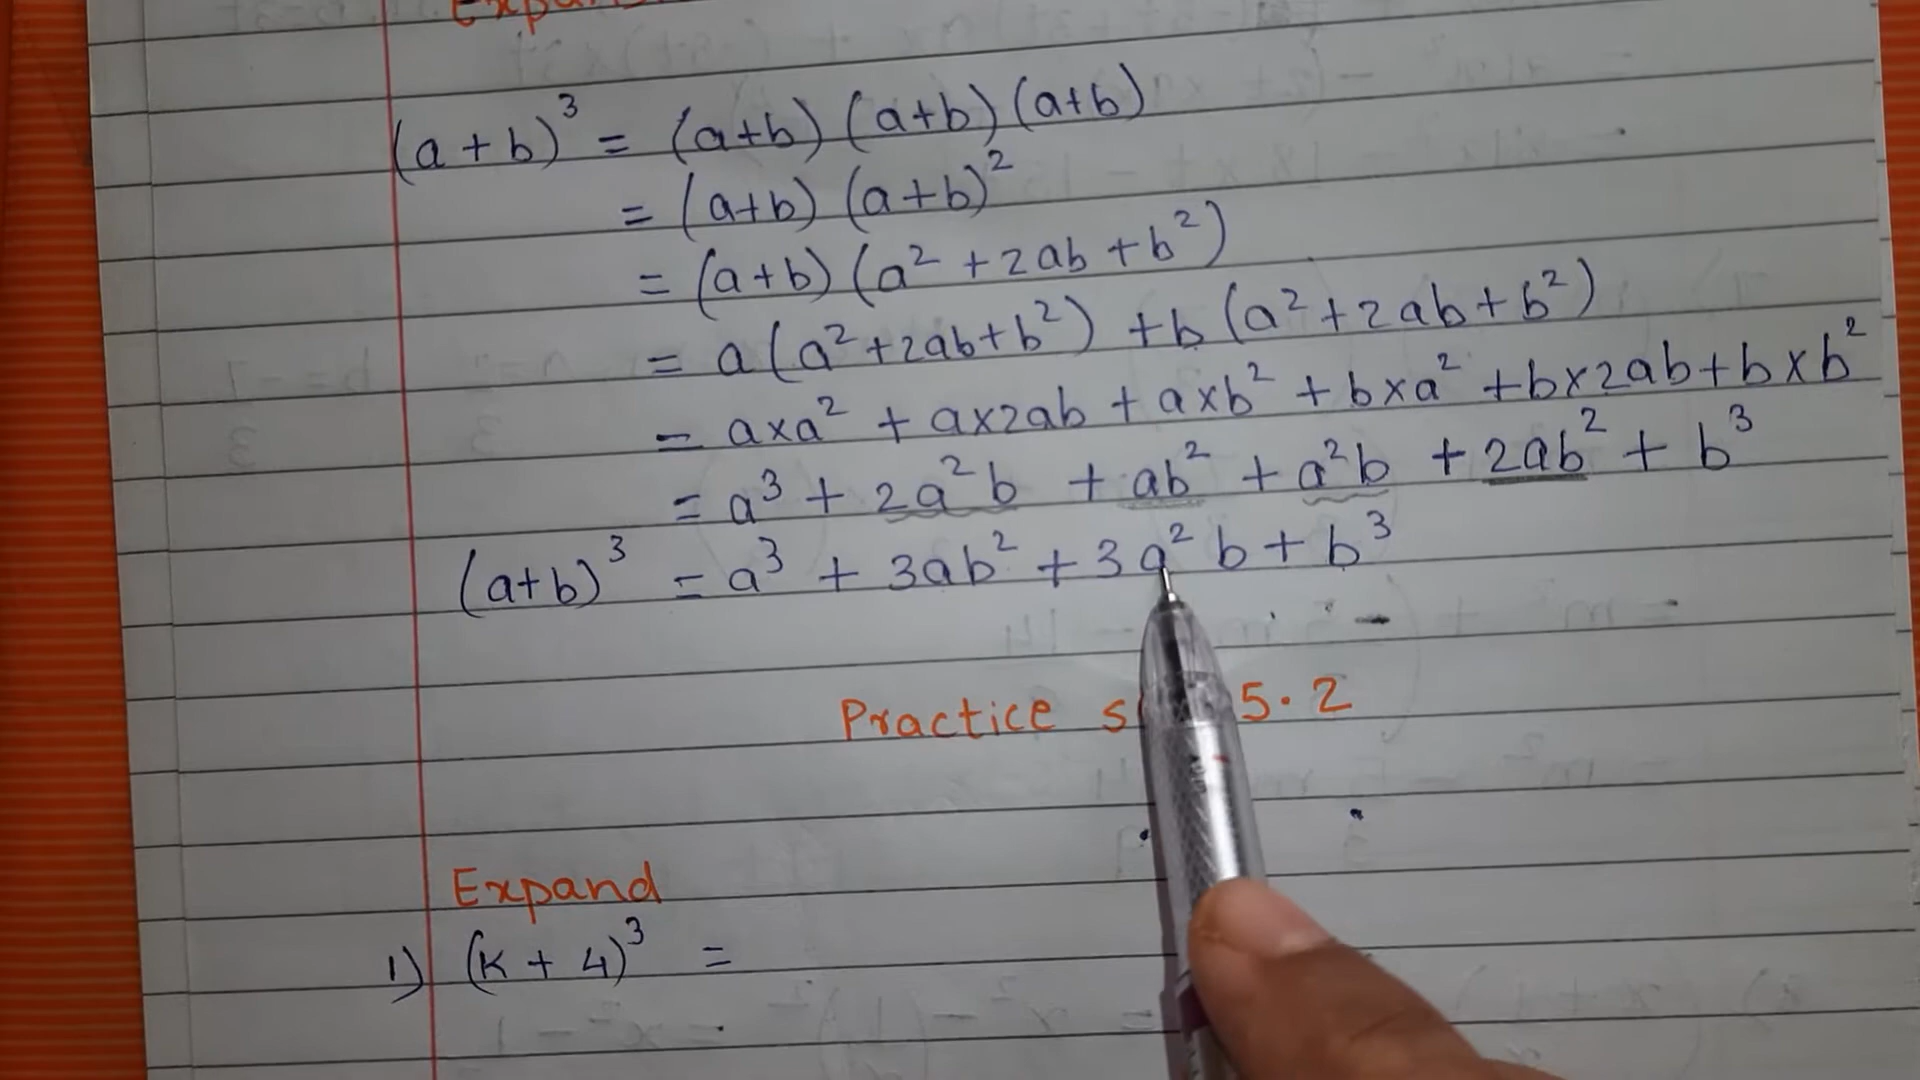 Expand
(a + b)³ = (a+b) (a+b) (a+b)
= (a+b) (a+b)²
= (a+b) (a² + 2ab + b²)
= a (a² + 2ab + b²) + b (a² + 2ab + b²)
= a×a² + a×2ab + a×b² + b×a² + b×2ab + b×b²
= a³ + 2a²b + ab² + a²b + 2ab² + b³
(a+b)³ = a³ + 3ab² + 3a²b + b³
Practice s 5.2
Expand
1) (k + 4)³ =